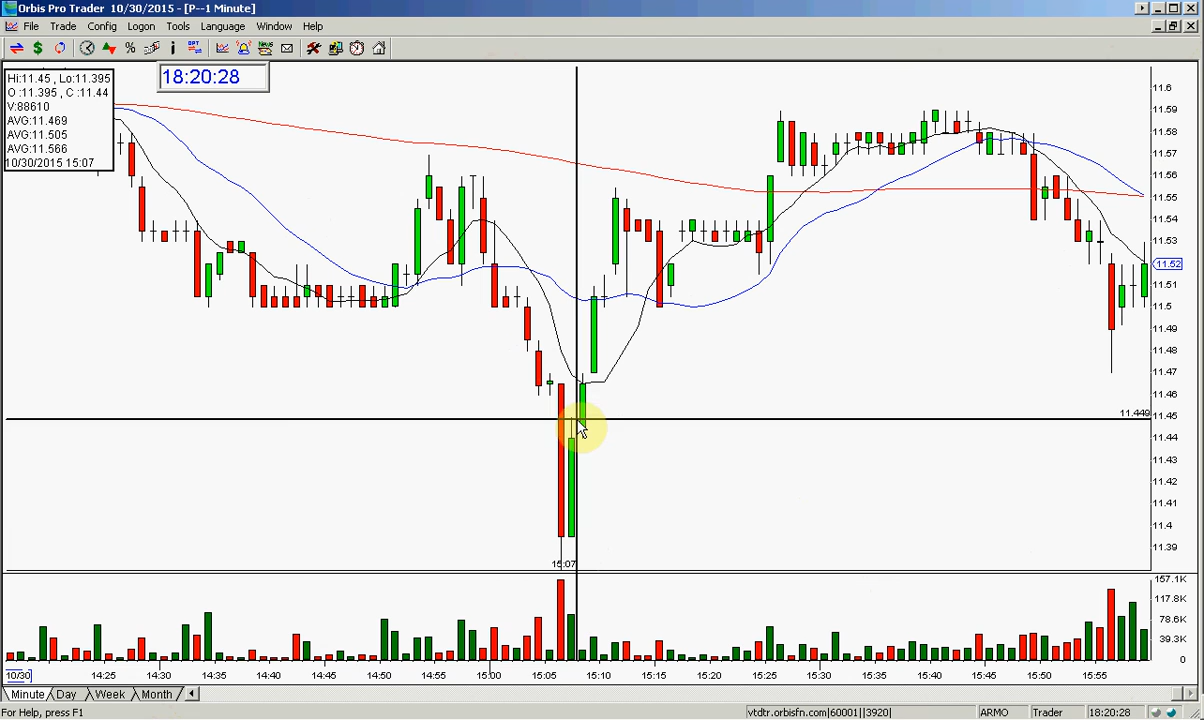 Orbis Pro Trader 10/30/2015 - [P--1 Minute]
File Trade Config Logon Tools Language Window Help
18:20:28
Hi:11.45 , Lo:11.395
O :11.395 , C :11.44
V:88610
AVG:11.469
AVG:11.505
AVG:11.566
10/30/2015 15:07
11.6
11.59
11.58
11.57
11.56
11.55
11.54
11.53
11.52
11.51
11.5
11.49
11.48
11.47
11.46
11.449
11.45
11.44
11.43
11.42
11.41
11.4
11.39
15:07
157.1K
117.8K
78.6K
39.3K
0
10/30 14:25 14:30 14:35 14:40 14:45 14:50 14:55 15:00 15:05 15:10 15:15 15:20 15:25 15:30 15:35 15:40 15:45 15:50 15:55
Minute Day Week Month
For Help, press F1
vtdtr.orbisfn.com|60001||3920| ARMO Trader 18:20:28